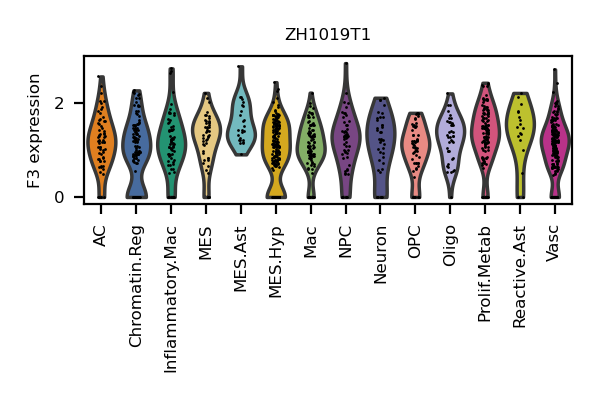 ZH1019T1
F3 expression
2
0
AC
Chromatin.Reg
Inflammatory.Mac
MES
MES.Ast
MES.Hyp
Mac
NPC
Neuron
OPC
Oligo
Prolif.Metab
Reactive.Ast
Vasc